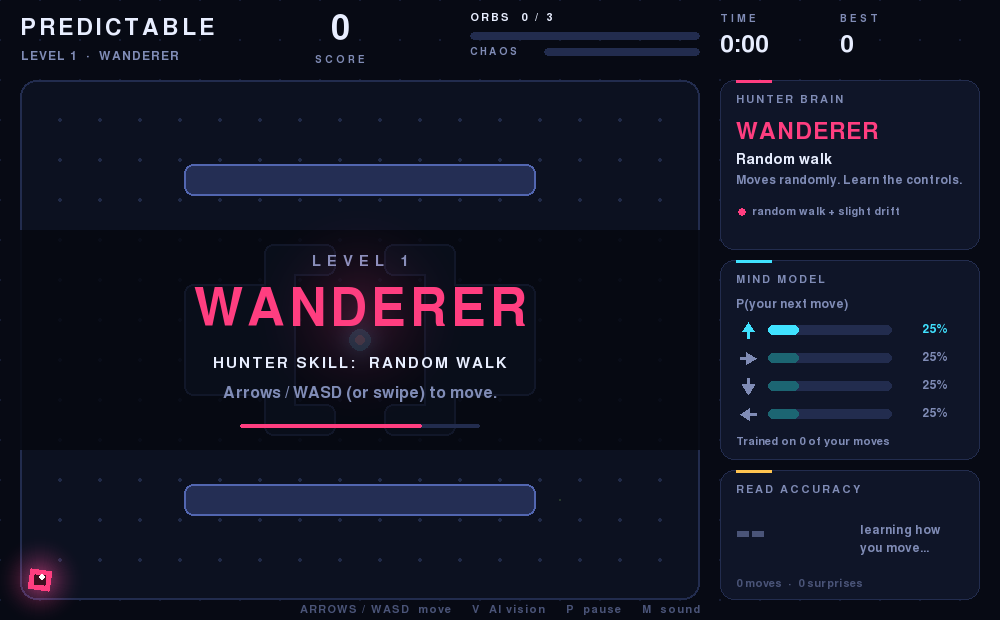 PREDICTABLE
LEVEL 1 · WANDERER
0
SCORE
ORBS 0 / 3
CHAOS
TIME
0:00
BEST
0
LEVEL 1
WANDERER
HUNTER SKILL: RANDOM WALK
Arrows / WASD (or swipe) to move.
HUNTER BRAIN
WANDERER
Random walk
Moves randomly. Learn the controls.
random walk + slight drift
MIND MODEL
P(your next move)
25%
25%
25%
25%
Trained on 0 of your moves
READ ACCURACY
--
learning how
you move...
0 moves · 0 surprises
ARROWS / WASD move V AI vision P pause M sound